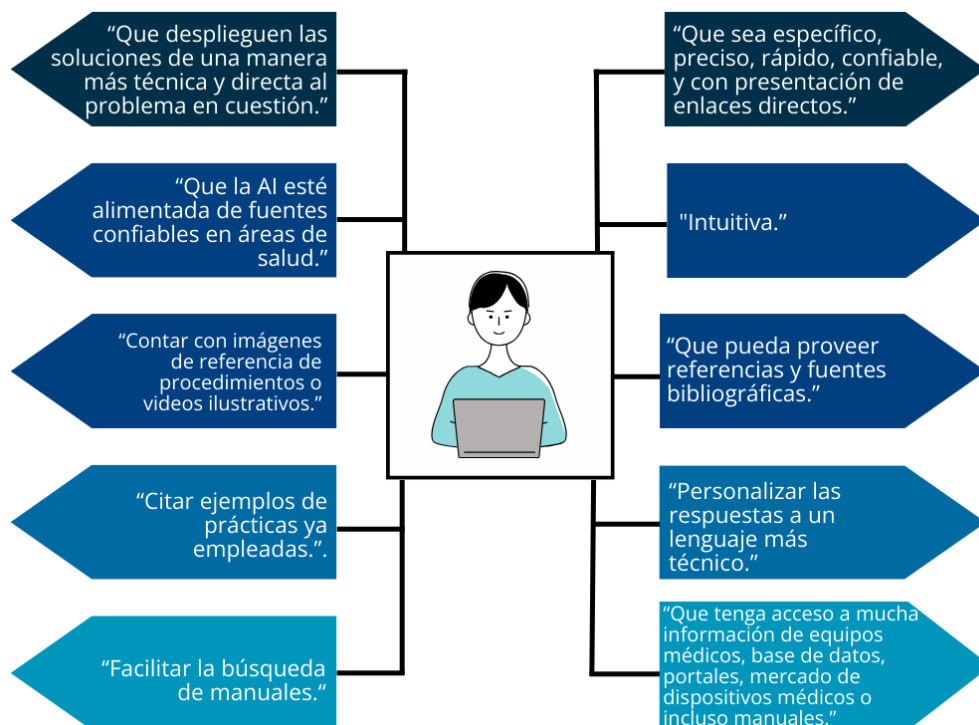 “Que desplieguen las
soluciones de una manera
más técnica y directa al
problema en cuestión.”
“Que la AI esté
alimentada de fuentes
confiables en áreas de
salud.”
“Contar con imágenes
de referencia de
procedimientos o
videos ilustrativos.”
“Citar ejemplos de
prácticas ya
empleadas.”.
“Facilitar la búsqueda
de manuales.“
“Que sea específico,
preciso, rápido, confiable,
y con presentación de
enlaces directos.”
"Intuitiva.”
“Que pueda proveer
referencias y fuentes
bibliográficas.”
“Personalizar las
respuestas a un
lenguaje más
técnico.”
“Que tenga acceso a mucha
información de equipos
médicos, base de datos,
portales, mercado de
dispositivos médicos o
incluso manuales.”